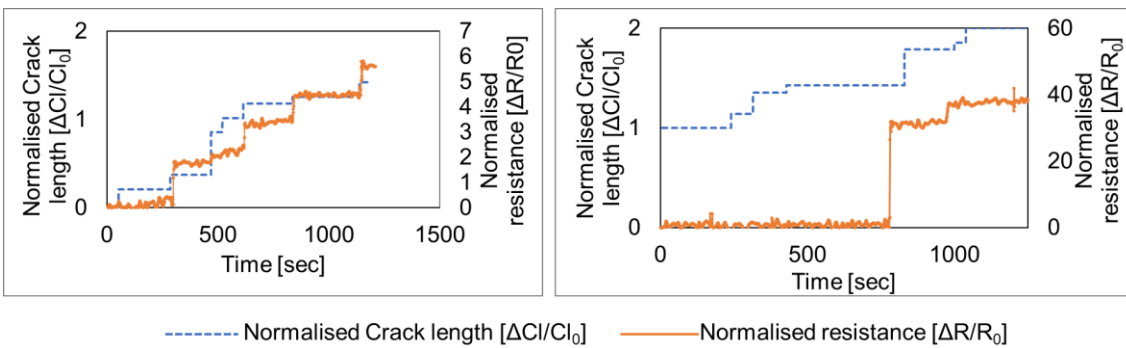 Normalised Crack
length [ΔCl/Cl₀]
2
1
0
7
6
5
4
3
2
1
0
Normalised
resistance [ΔR/R0]
0
500
1000
1500
Time [sec]
Normalised Crack
length [ΔCl/Cl₀]
2
1
0
60
40
20
0
Normalised
resistance [ΔR/R₀]
0
500
1000
Time [sec]
Normalised Crack length [ΔCl/Cl₀]
Normalised resistance [ΔR/R₀]